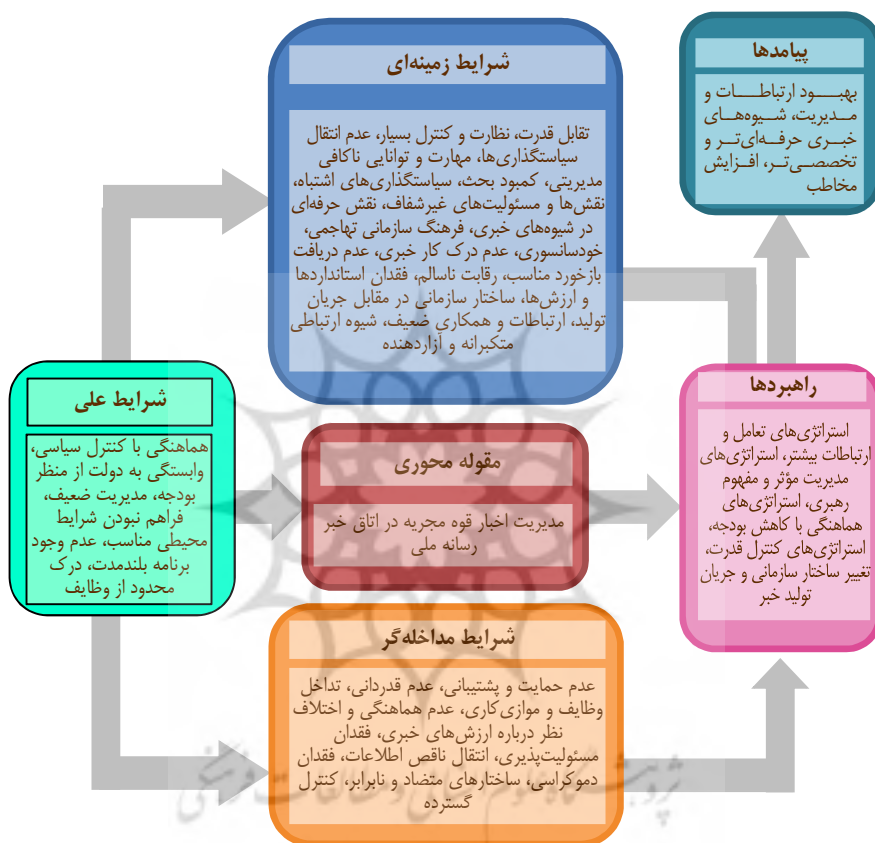 شرایط زمینه‌ای
تقابل قدرت، نظارت و کنترل بسیار، عدم انتقال
سیاستگذاری‌ها، مهارت و توانایی ناکافی
مدیریتی، کمبود بحث، سیاستگذاری‌های اشتباه،
نقش‌ها و مسئولیت‌های غیرشفاف، نقش حرفه‌ای
در شیوه‌های خبری، فرهنگ سازمانی تهاجمی،
خودسانسوری، عدم درک کار خبری، عدم دریافت
بازخورد مناسب، رقابت ناسالم، فقدان استانداردها
و ارزش‌ها، ساختار سازمانی در مقابل جریان
تولید، ارتباطات و همکاری ضعیف، شیوه ارتباطی
متکبرانه و آزاردهنده
پیامدها
بهبود ارتباطات و
مدیریت، شیوه‌های
خبری حرفه‌ای‌تر و
تخصصی‌تر، افزایش
مخاطب
شرایط علی
هماهنگی با کنترل سیاسی،
وابستگی به دولت از منظر
بودجه، مدیریت ضعیف،
فراهم نبودن شرایط
محیطی مناسب، عدم وجود
برنامه بلندمدت، درک
محدود از وظایف
مقوله محوری
مدیریت اخبار قوه مجریه در اتاق خبر
رسانه ملی
راهبردها
استراتژی‌های تعامل و
ارتباطات بیشتر، استراتژی‌های
مدیریت مؤثر و مفهوم
رهبری، استراتژی‌های
هماهنگی با کاهش بودجه،
استراتژی‌های کنترل قدرت،
تغییر ساختار سازمانی و جریان
تولید خبر
شرایط مداخله‌گر
عدم حمایت و پشتیبانی، عدم قدردانی، تداخل
وظایف و موازی‌کاری، عدم هماهنگی و اختلاف
نظر درباره ارزش‌های خبری، فقدان
مسئولیت‌پذیری، انتقال ناقص اطلاعات، فقدان
دموکراسی، ساختارهای متضاد و نابرابر، کنترل
گسترده
پژوهشگاه علوم انسانی و مطالعات فرهنگی